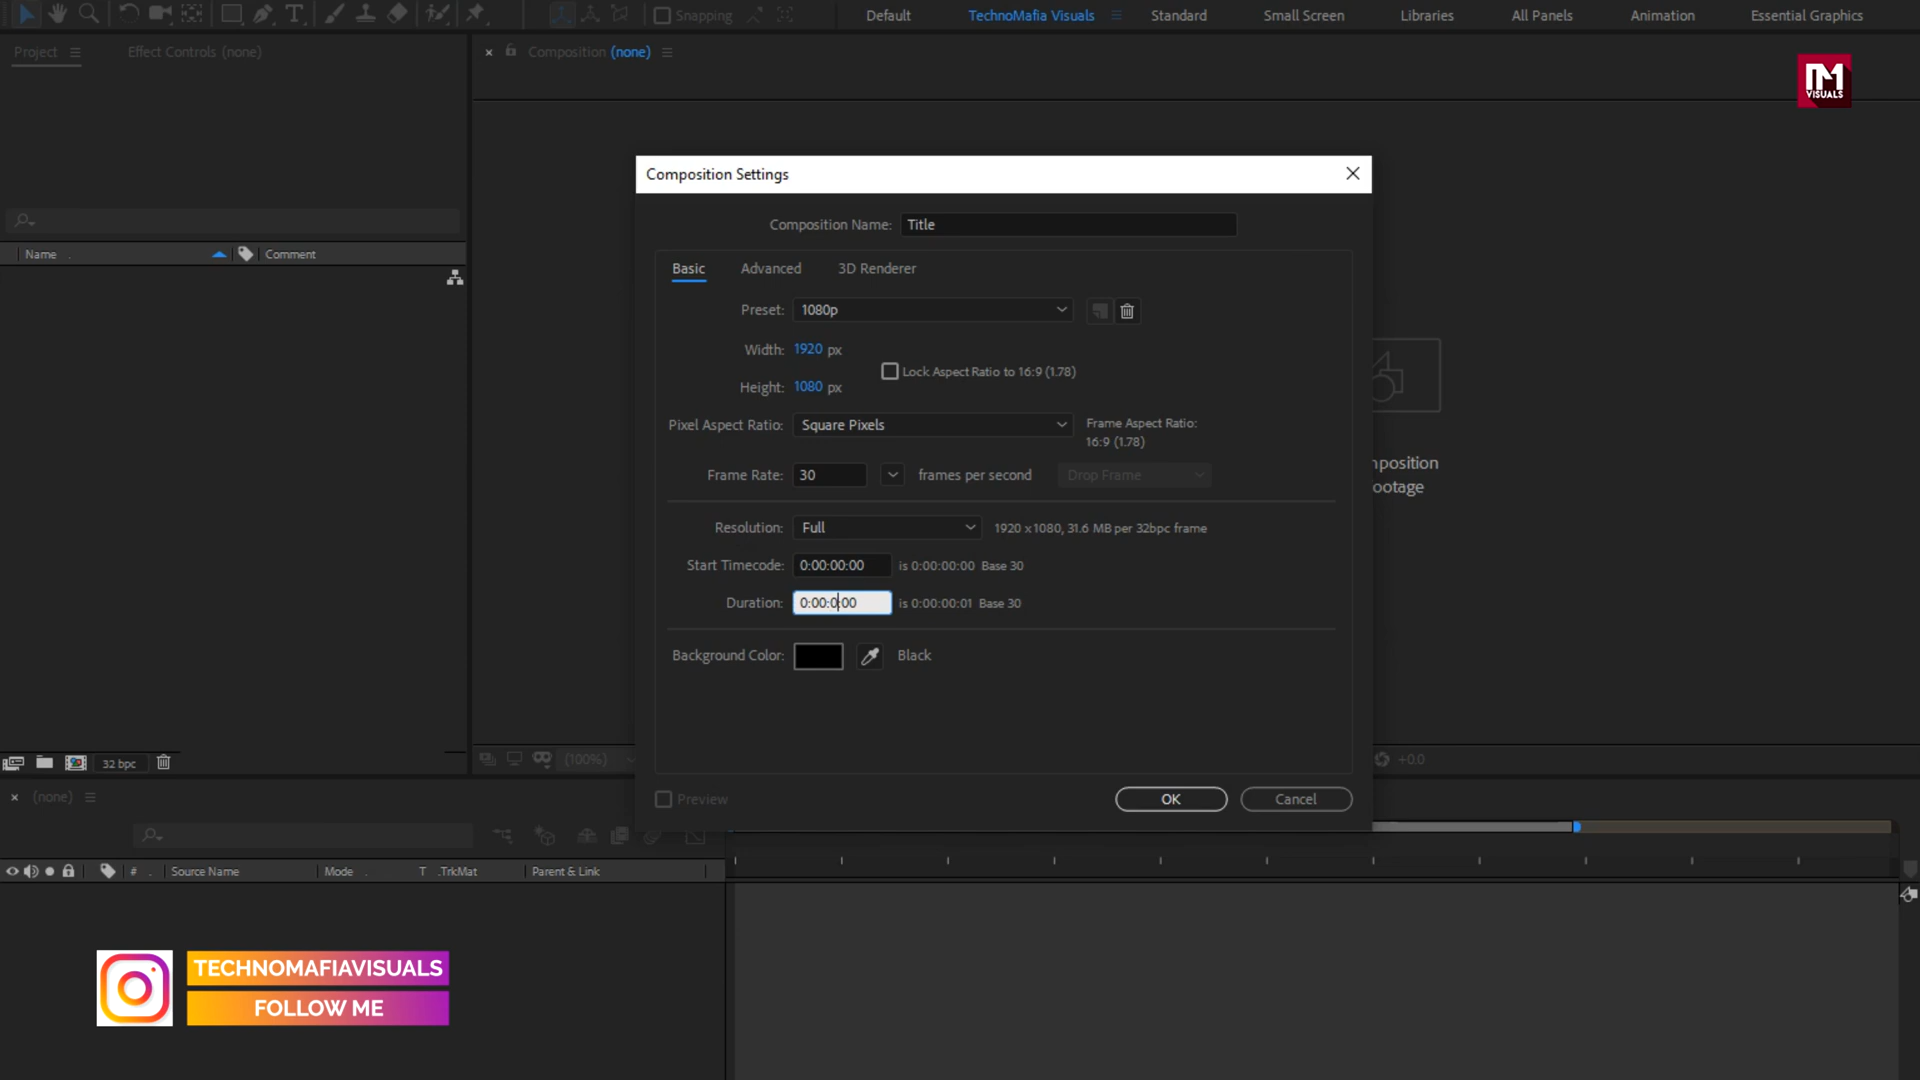 Snapping
Default
TechnoMafia Visuals
Standard
Small Screen
Libraries
All Panels
Animation
Essential Graphics
Project
Effect Controls (none)
Composition (none)
VISUALS
Composition Settings
Composition Name: Title
Name
Comment
Basic
Advanced
3D Renderer
Preset: 1080p
Width: 1920 px
Lock Aspect Ratio to 16:9 (1.78)
Height: 1080 px
Pixel Aspect Ratio: Square Pixels
Frame Aspect Ratio:
16:9 (1.78)
Frame Rate: 30 frames per second Drop Frame
mposition
ootage
Resolution: Full 1920 x 1080, 31.6 MB per 32bpc frame
Start Timecode: 0:00:00:00 is 0:00:00:00 Base 30
Duration: 0:00:0:00 is 0:00:00:01 Base 30
Background Color: Black
32 bpc
(100%)
+0.0
(none)
Preview
OK
Cancel
# Source Name Mode T .TrkMat Parent & Link
TECHNOMAFIAVISUALS
FOLLOW ME